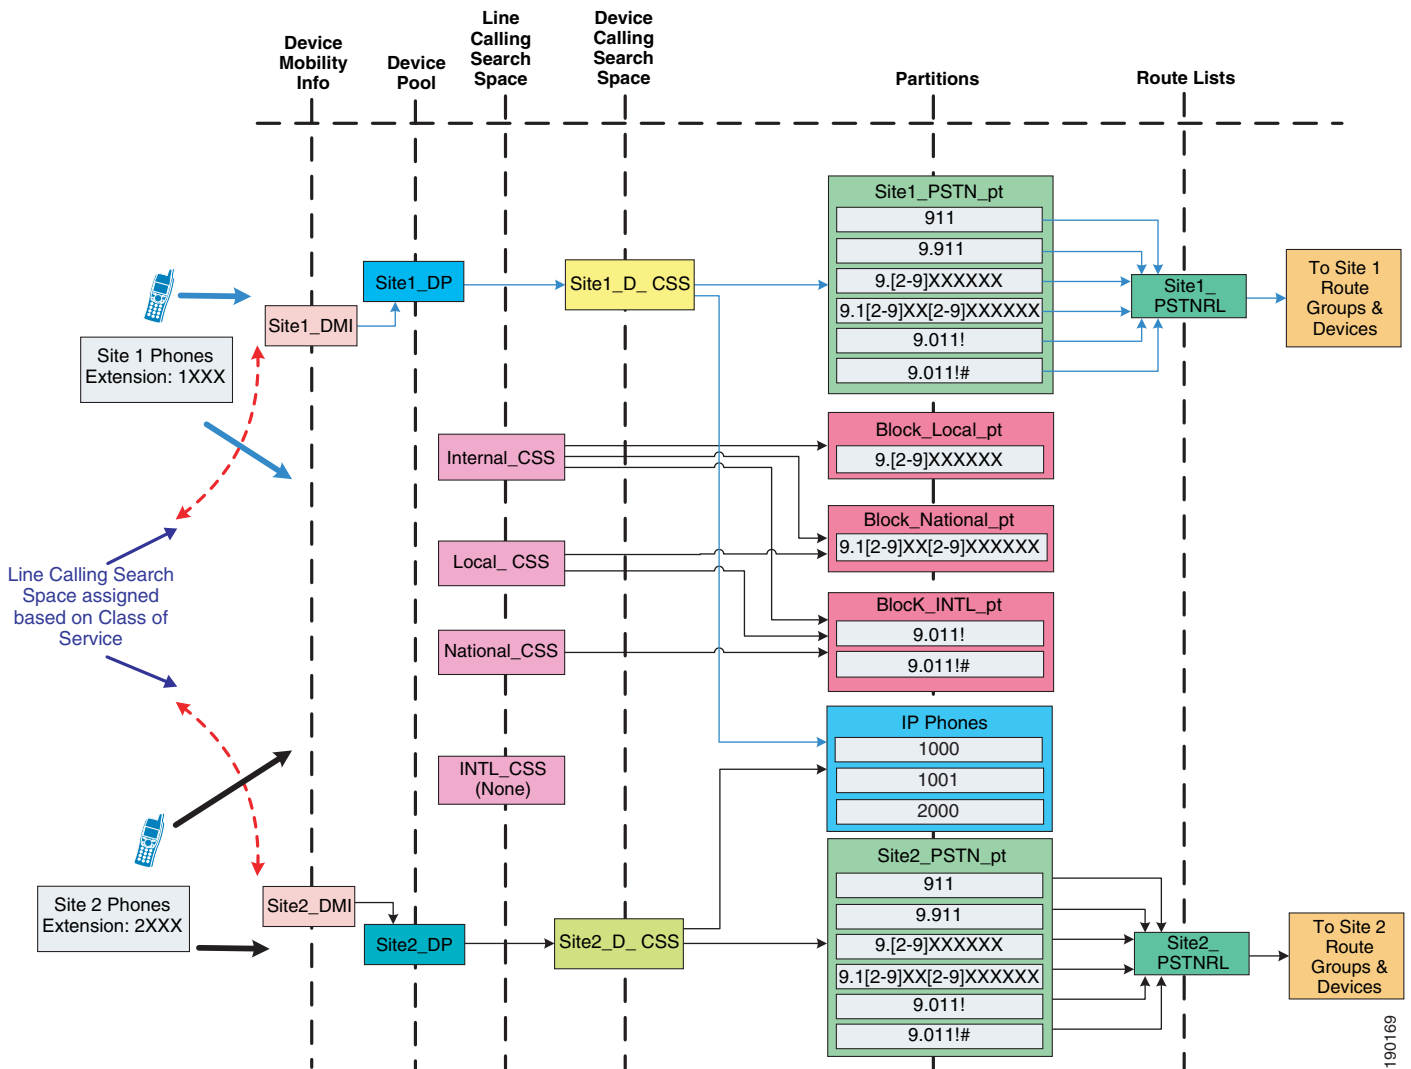 Device
Mobility
Info
Device
Pool
Line
Calling
Search
Space
Device
Calling
Search
Space
Partitions
Route Lists
Site 1 Phones
Extension: 1XXX
Site1_DMI
Site1_DP
Site1_D_ CSS
Site1_PSTN_pt
911
9.911
9.[2-9]XXXXXX
9.1[2-9]XX[2-9]XXXXXX
9.011!
9.011!#
Site1_
PSTNRL
To Site 1
Route
Groups &
Devices
Internal_CSS
Block_Local_pt
9.[2-9]XXXXXX
Block_National_pt
9.1[2-9]XX[2-9]XXXXXX
Local_ CSS
Line Calling Search
Space assigned
based on Class of
Service
BlocK_INTL_pt
9.011!
9.011!#
National_CSS
IP Phones
1000
1001
2000
INTL_CSS
(None)
Site 2 Phones
Extension: 2XXX
Site2_DMI
Site2_DP
Site2_D_ CSS
Site2_PSTN_pt
911
9.911
9.[2-9]XXXXXX
9.1[2-9]XX[2-9]XXXXXX
9.011!
9.011!#
Site2_
PSTNRL
To Site 2
Route
Groups &
Devices
190169